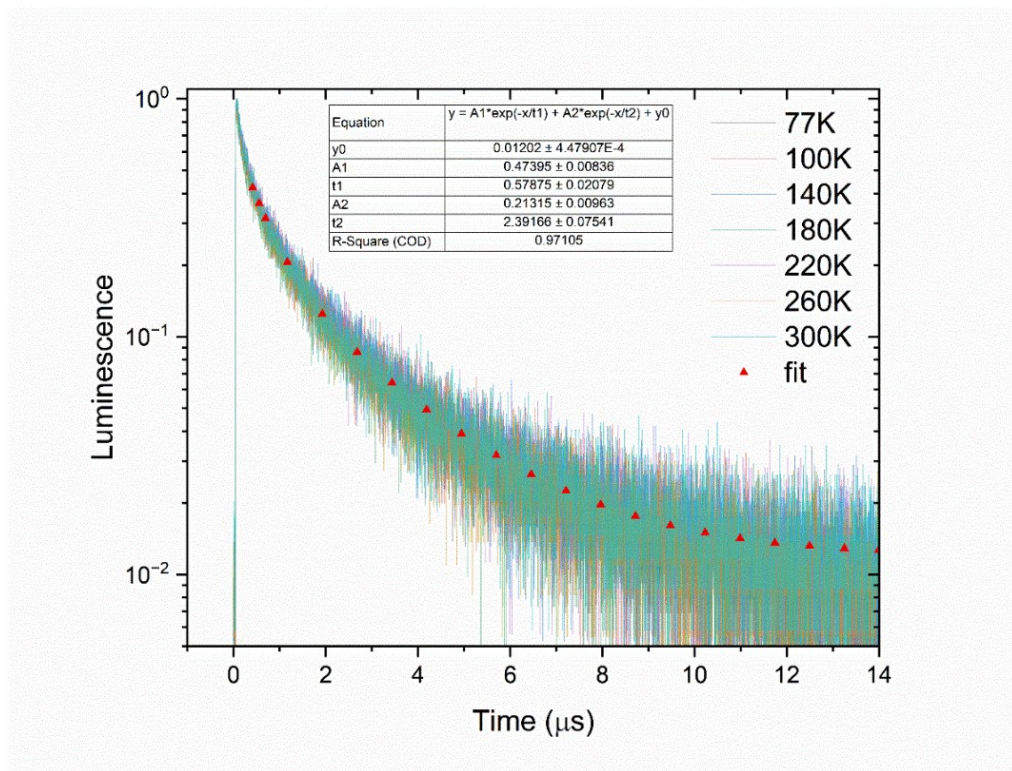 10⁰
10⁻¹
10⁻²
Luminescence
Equation y = A1*exp(-x/t1) + A2*exp(-x/t2) + y0
y0 0.01202 ± 4.47907E-4
A1 0.47395 ± 0.00836
t1 0.57875 ± 0.02079
A2 0.21315 ± 0.00963
t2 2.39166 ± 0.07541
R-Square (COD) 0.97105
77K
100K
140K
180K
220K
260K
300K
fit
0 2 4 6 8 10 12 14
Time (μs)